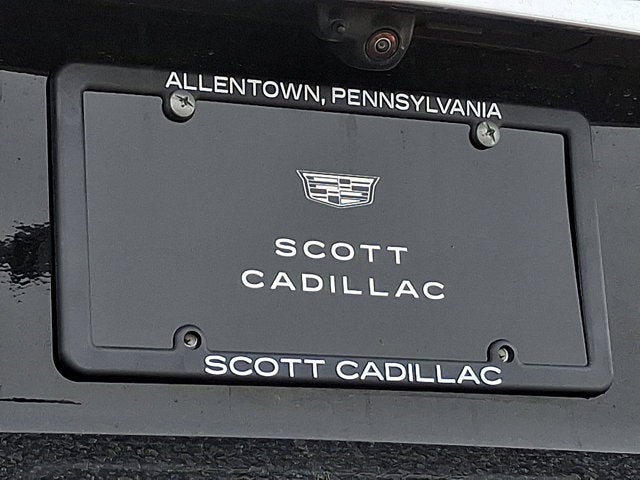 ALLENTOWN, PENNSYLVANIA
SCOTT
CADILLAC
SCOTT CADILLAC